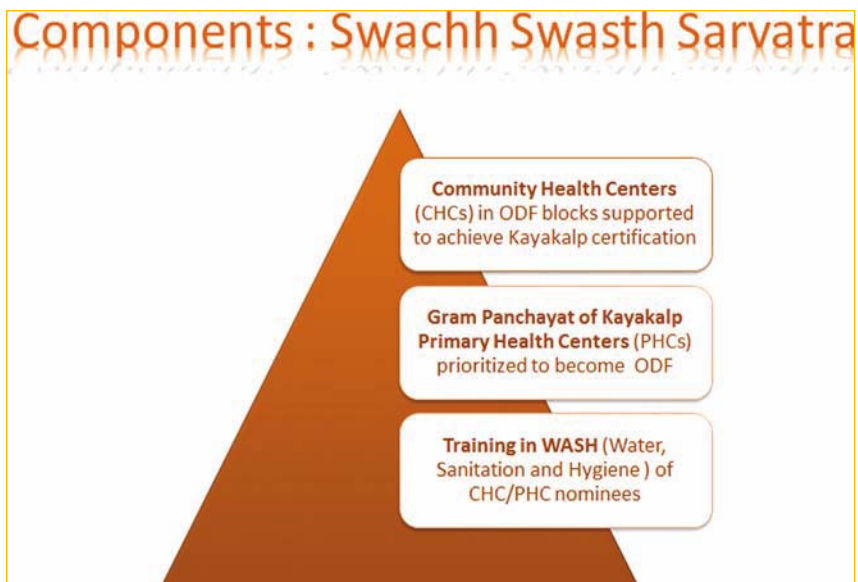 Components : Swachh Swasth Sarvatra
Community Health Centers
(CHCs) in ODF blocks supported
to achieve Kayakalp certification
Gram Panchayat of Kayakalp
Primary Health Centers (PHCs)
prioritized to become ODF
Training in WASH (Water,
Sanitation and Hygiene ) of
CHC/PHC nominees